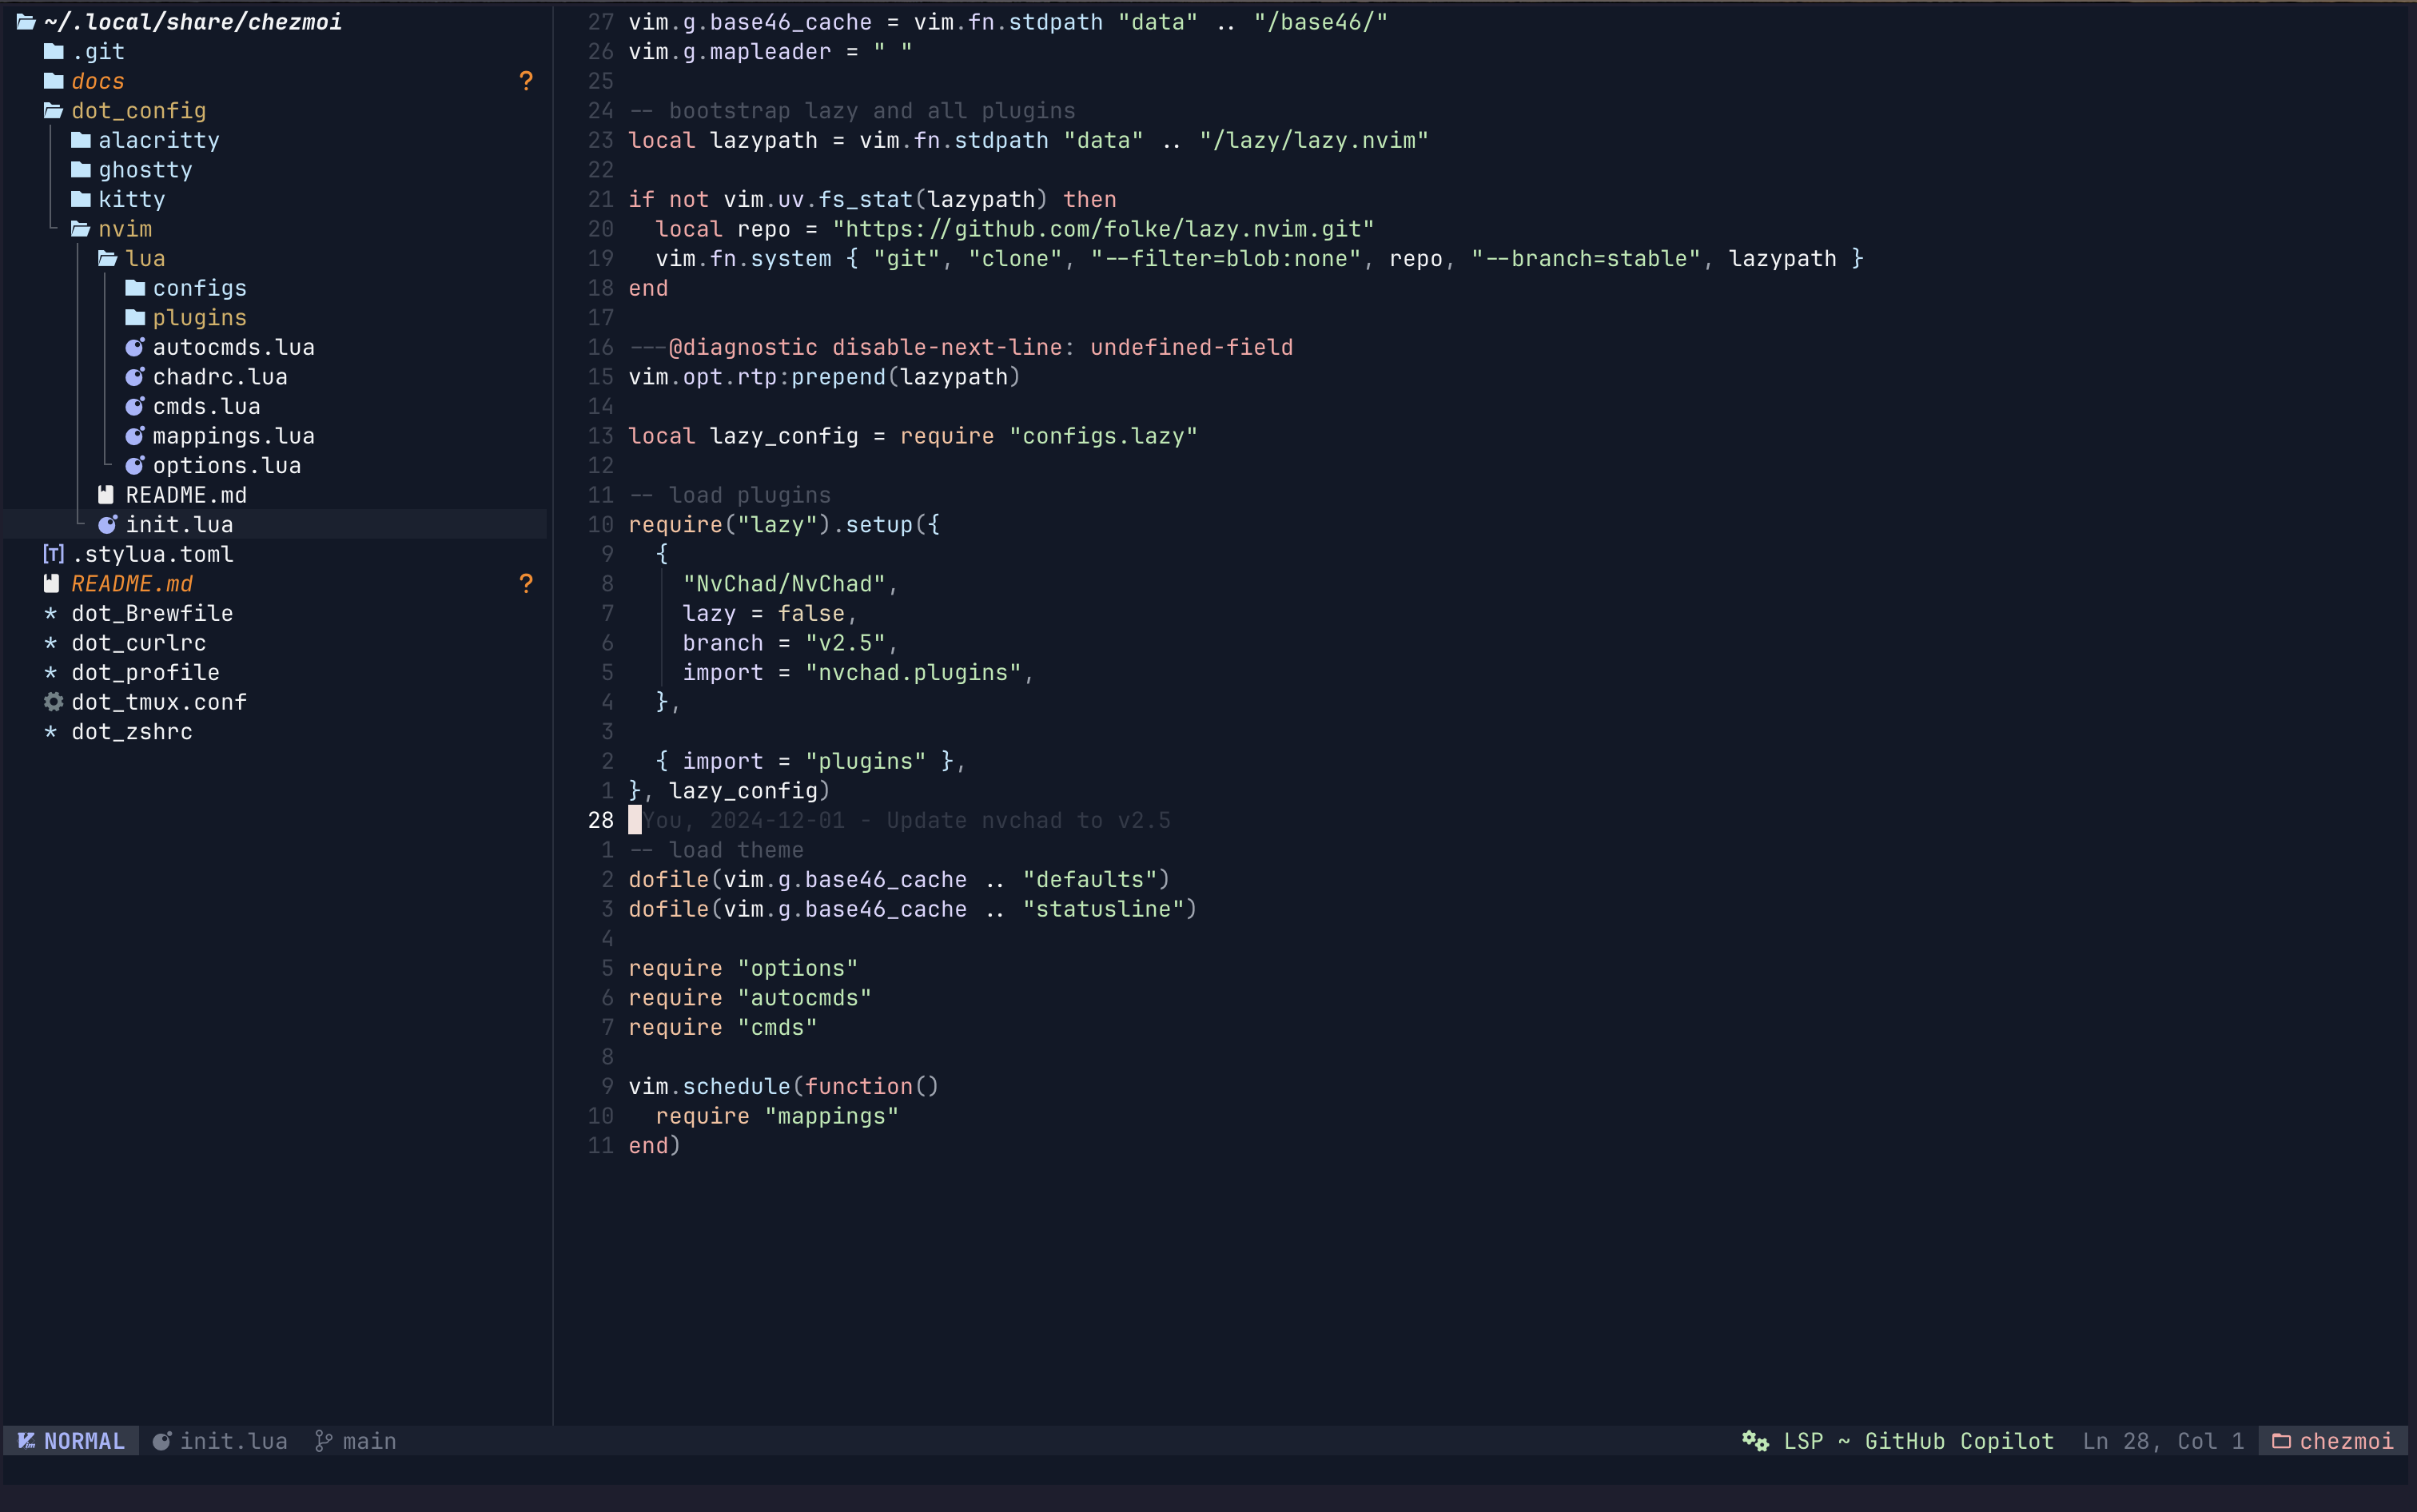 ~/.local/share/chezmoi
.git
docs ?
dot_config
alacritty
ghostty
kitty
nvim
lua
configs
plugins
autocmds.lua
chadrc.lua
cmds.lua
mappings.lua
options.lua
README.md
init.lua
[T] .stylua.toml
README.md ?
* dot_Brewfile
* dot_curlrc
* dot_profile
dot_tmux.conf
* dot_zshrc
27 vim.g.base46_cache = vim.fn.stdpath "data" .. "/base46/"
26 vim.g.mapleader = " "
25
24 -- bootstrap lazy and all plugins
23 local lazypath = vim.fn.stdpath "data" .. "/lazy/lazy.nvim"
22
21 if not vim.uv.fs_stat(lazypath) then
20   local repo = "https://github.com/folke/lazy.nvim.git"
19   vim.fn.system { "git", "clone", "--filter=blob:none", repo, "--branch=stable", lazypath }
18 end
17
16 ---@diagnostic disable-next-line: undefined-field
15 vim.opt.rtp:prepend(lazypath)
14
13 local lazy_config = require "configs.lazy"
12
11 -- load plugins
10 require("lazy").setup({
9   {
8     "NvChad/NvChad",
7     lazy = false,
6     branch = "v2.5",
5     import = "nvchad.plugins",
4   },
3
2   { import = "plugins" },
1 }, lazy_config)
28 You, 2024-12-01 - Update nvchad to v2.5
1 -- load theme
2 dofile(vim.g.base46_cache .. "defaults")
3 dofile(vim.g.base46_cache .. "statusline")
4
5 require "options"
6 require "autocmds"
7 require "cmds"
8
9 vim.schedule(function()
10   require "mappings"
11 end)
NORMAL init.lua main LSP ~ GitHub Copilot Ln 28, Col 1 chezmoi